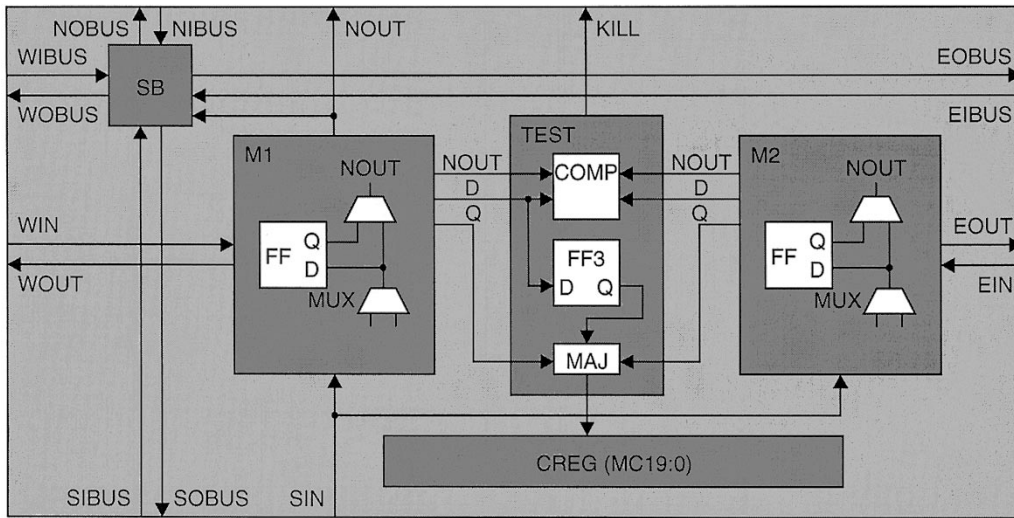 NOBUS NIBUS NOUT KILL
WIBUS EOBUS
SB
WOBUS EIBUS
TEST
M1 M2
NOUT NOUT COMP NOUT NOUT
D D
Q Q
WIN EOUT
Q FF3 Q
FF FF
D D Q D
WOUT EIN
MUX MUX
MAJ
CREG (MC19:0)
SIBUS SOBUS SIN